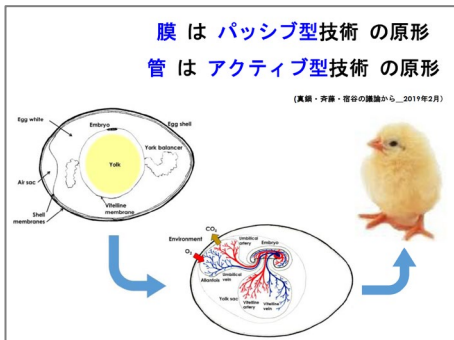 膜 は パッシブ型技術 の原形
管 は アクティブ型技術 の原形
(真鍋・斉藤・宿谷の議論から__2019年2月)
Egg white
Embryo
Egg shell
York balancer
Yolk
Air sac
Shell
membranes
Vitelline
membrane
Environment
CO₂
O₂
Umbilical
artery
Embryo
Allantois
Umbilical
vein
Yolk sac
Vitelline
artery
Vitelline
vein